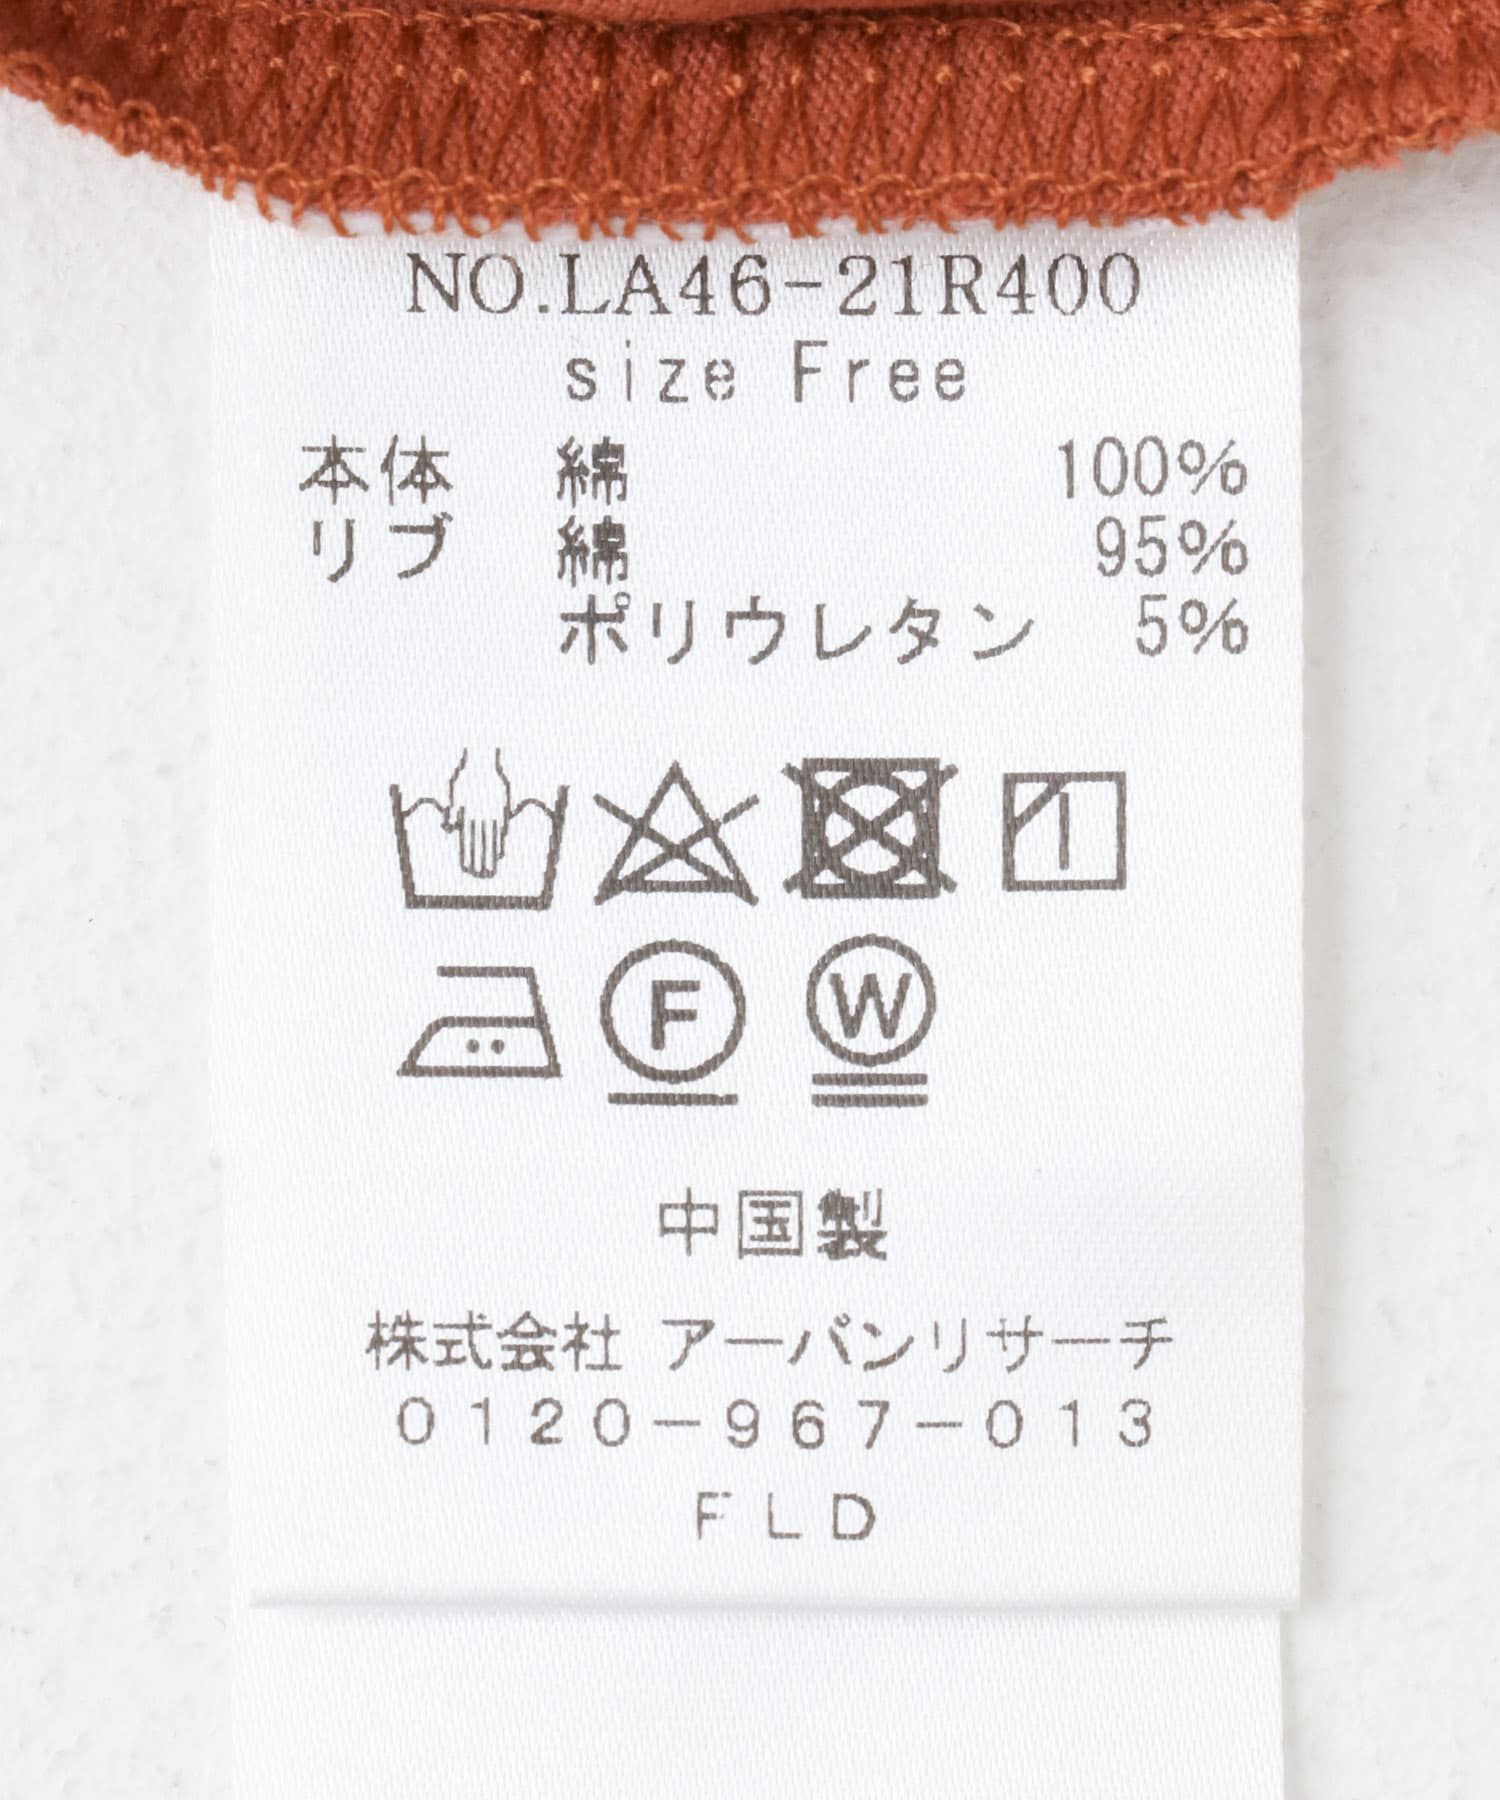 NO.LA46-21R400
size Free
本体 綿 100%
リブ 綿 95%
ポリウレタン 5%
F W
中国製
株式会社 アーバンリサーチ
0120-967-013
FLD